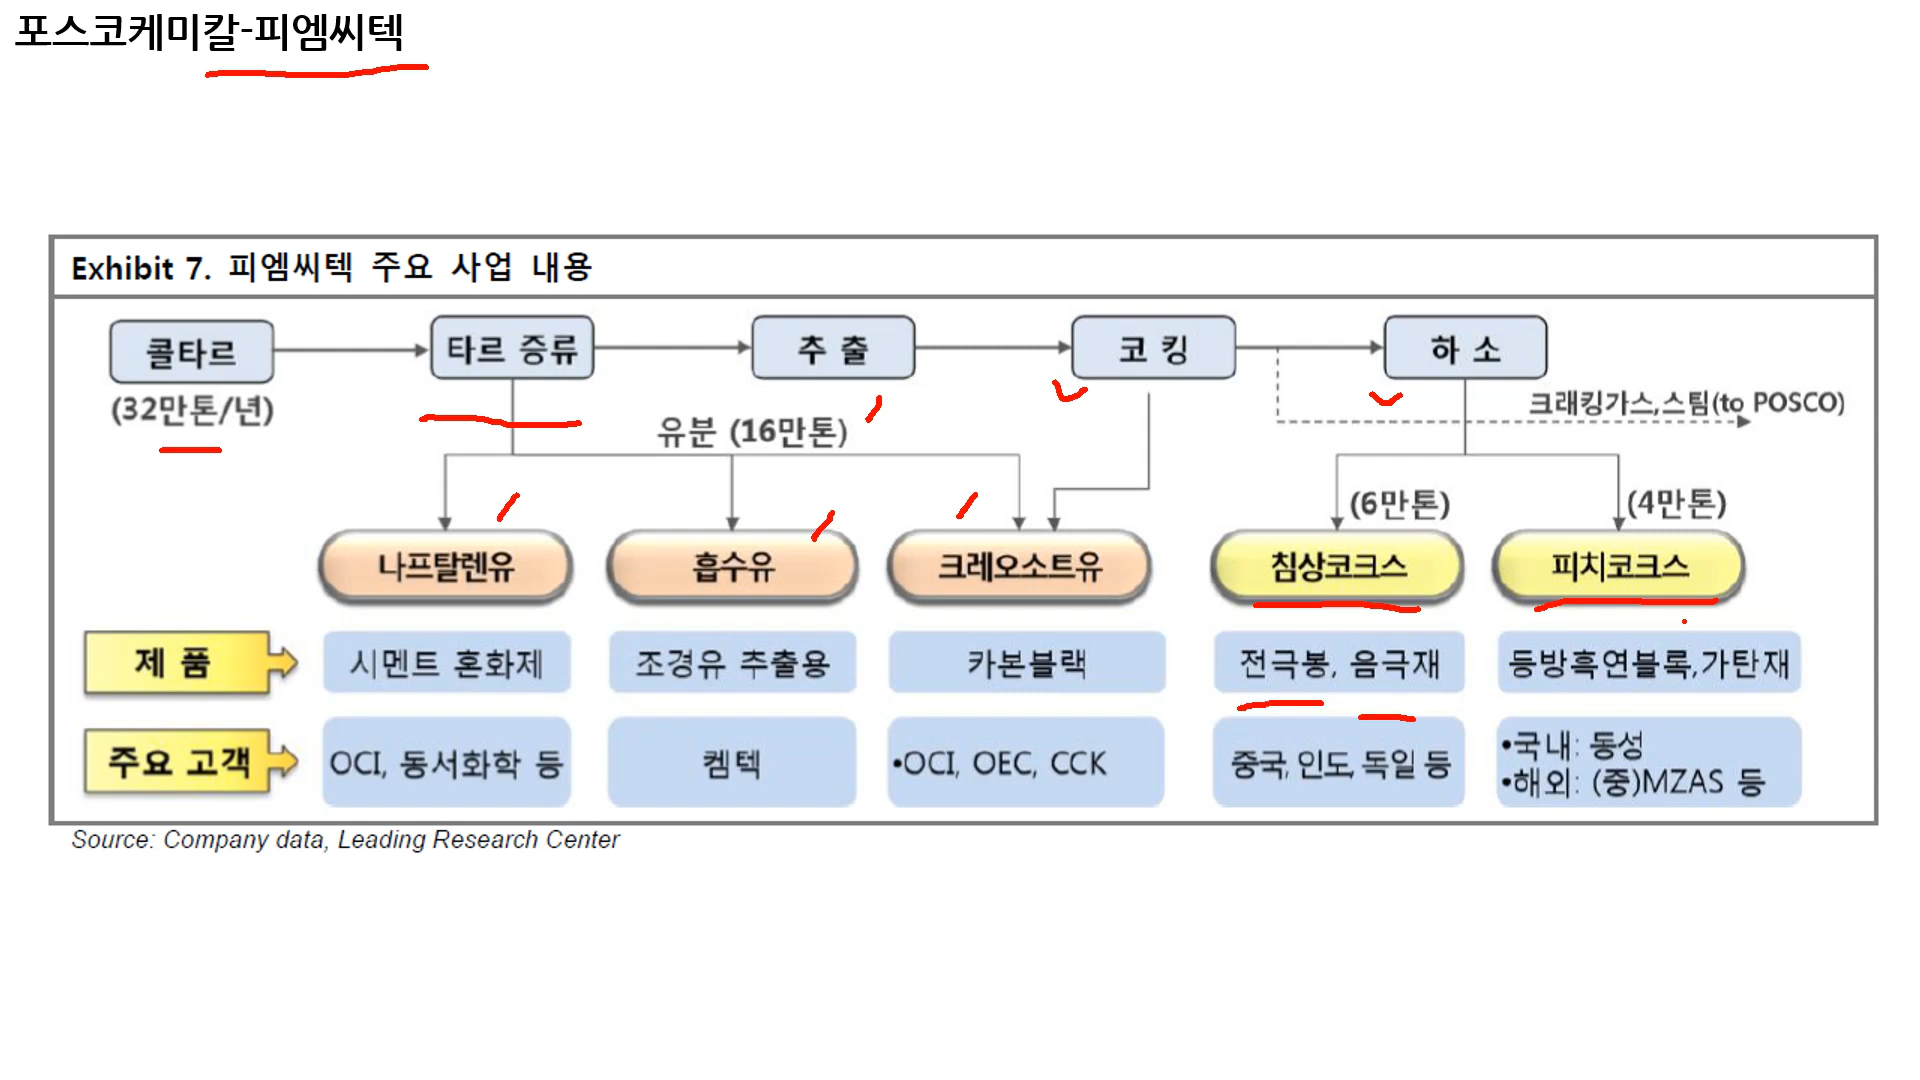 포스코케미칼-피엠씨텍
Exhibit 7. 피엠씨텍 주요 사업 내용
콜타르
타르 증류
추 출
코 킹
하 소
(32만톤/년)
유분 (16만톤)
크래킹가스,스팀(to POSCO)
(6만톤)
(4만톤)
나프탈렌유
흡수유
크레오소트유
침상코크스
피치코크스
제 품
시멘트 혼화제
조경유 추출용
카본블랙
전극봉, 음극재
등방흑연블록,가탄재
주요 고객
OCI, 동서화학 등
켐텍
•OCI, OEC, CCK
중국, 인도, 독일 등
•국내: 동성
•해외: (중)MZAS 등
Source: Company data, Leading Research Center